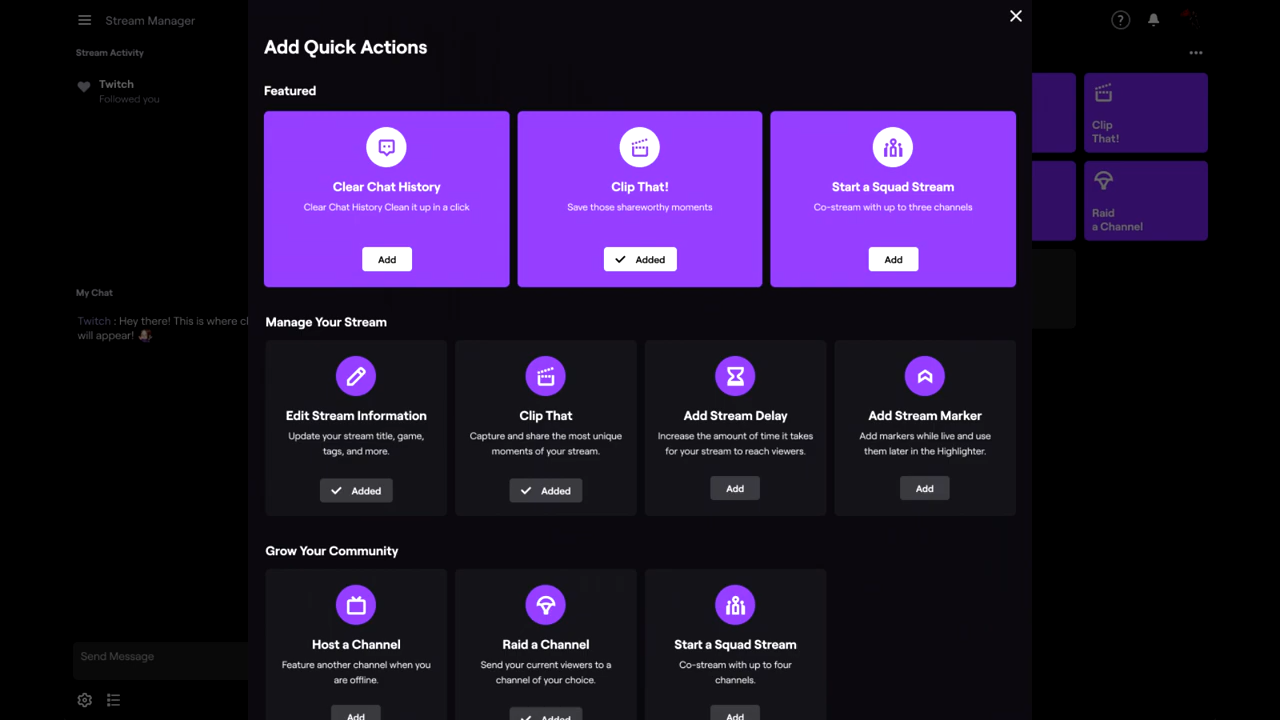 Stream Manager
Stream Activity
Twitch
Followed you
My Chat
Twitch : Hey there! This is where
will appear!
Send Message
Add Quick Actions
Featured
Clear Chat History
Clear Chat History Clean it up in a click
Add
Clip That!
Save those shareworthy moments
Added
Start a Squad Stream
Co-stream with up to three channels
Add
Manage Your Stream
Edit Stream Information
Update your stream title, game,
tags, and more.
Added
Clip That
Capture and share the most unique
moments of your stream.
Added
Add Stream Delay
Increase the amount of time it takes
for your stream to reach viewers.
Add
Add Stream Marker
Add markers while live and use
them later in the Highlighter.
Add
Grow Your Community
Host a Channel
Feature another channel when you
are offline.
Add
Raid a Channel
Send your current viewers to a
channel of your choice.
Added
Start a Squad Stream
Co-stream with up to four
channels.
Add
Clip
That!
Raid
a Channel